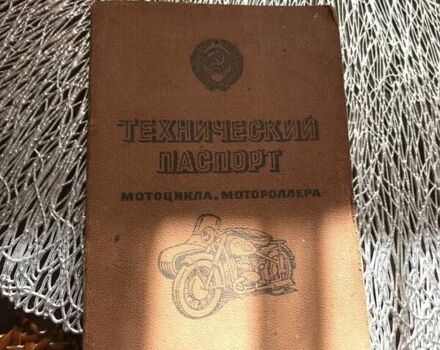 ТЕХНИЧЕСКИЙ
ПАСПОРТ
МОТОЦИКЛА, МОТОРОЛЛЕРА